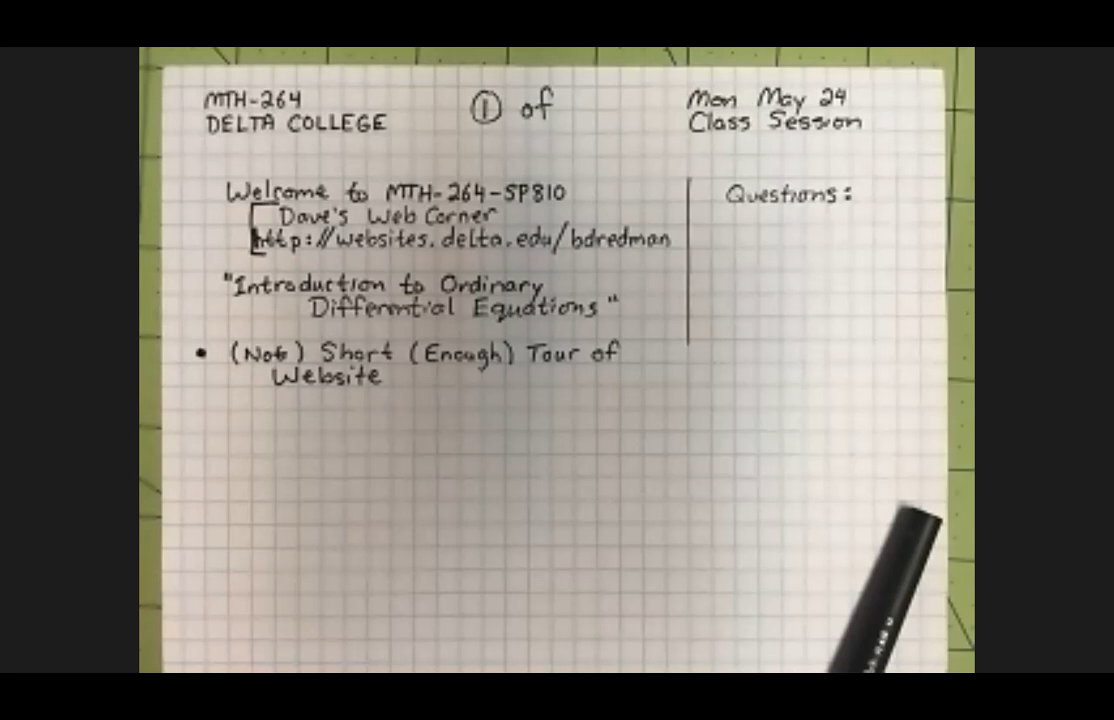 MTH-264
DELTA COLLEGE
① of
Mon May 24
Class Session
Welcome to MTH-264-SP810
Dave's Web Corner
http://websites.delta.edu/bdredman
"Introduction to Ordinary
Differential Equations"
• (Not) Short (Enough) Tour of
Website
Questions: